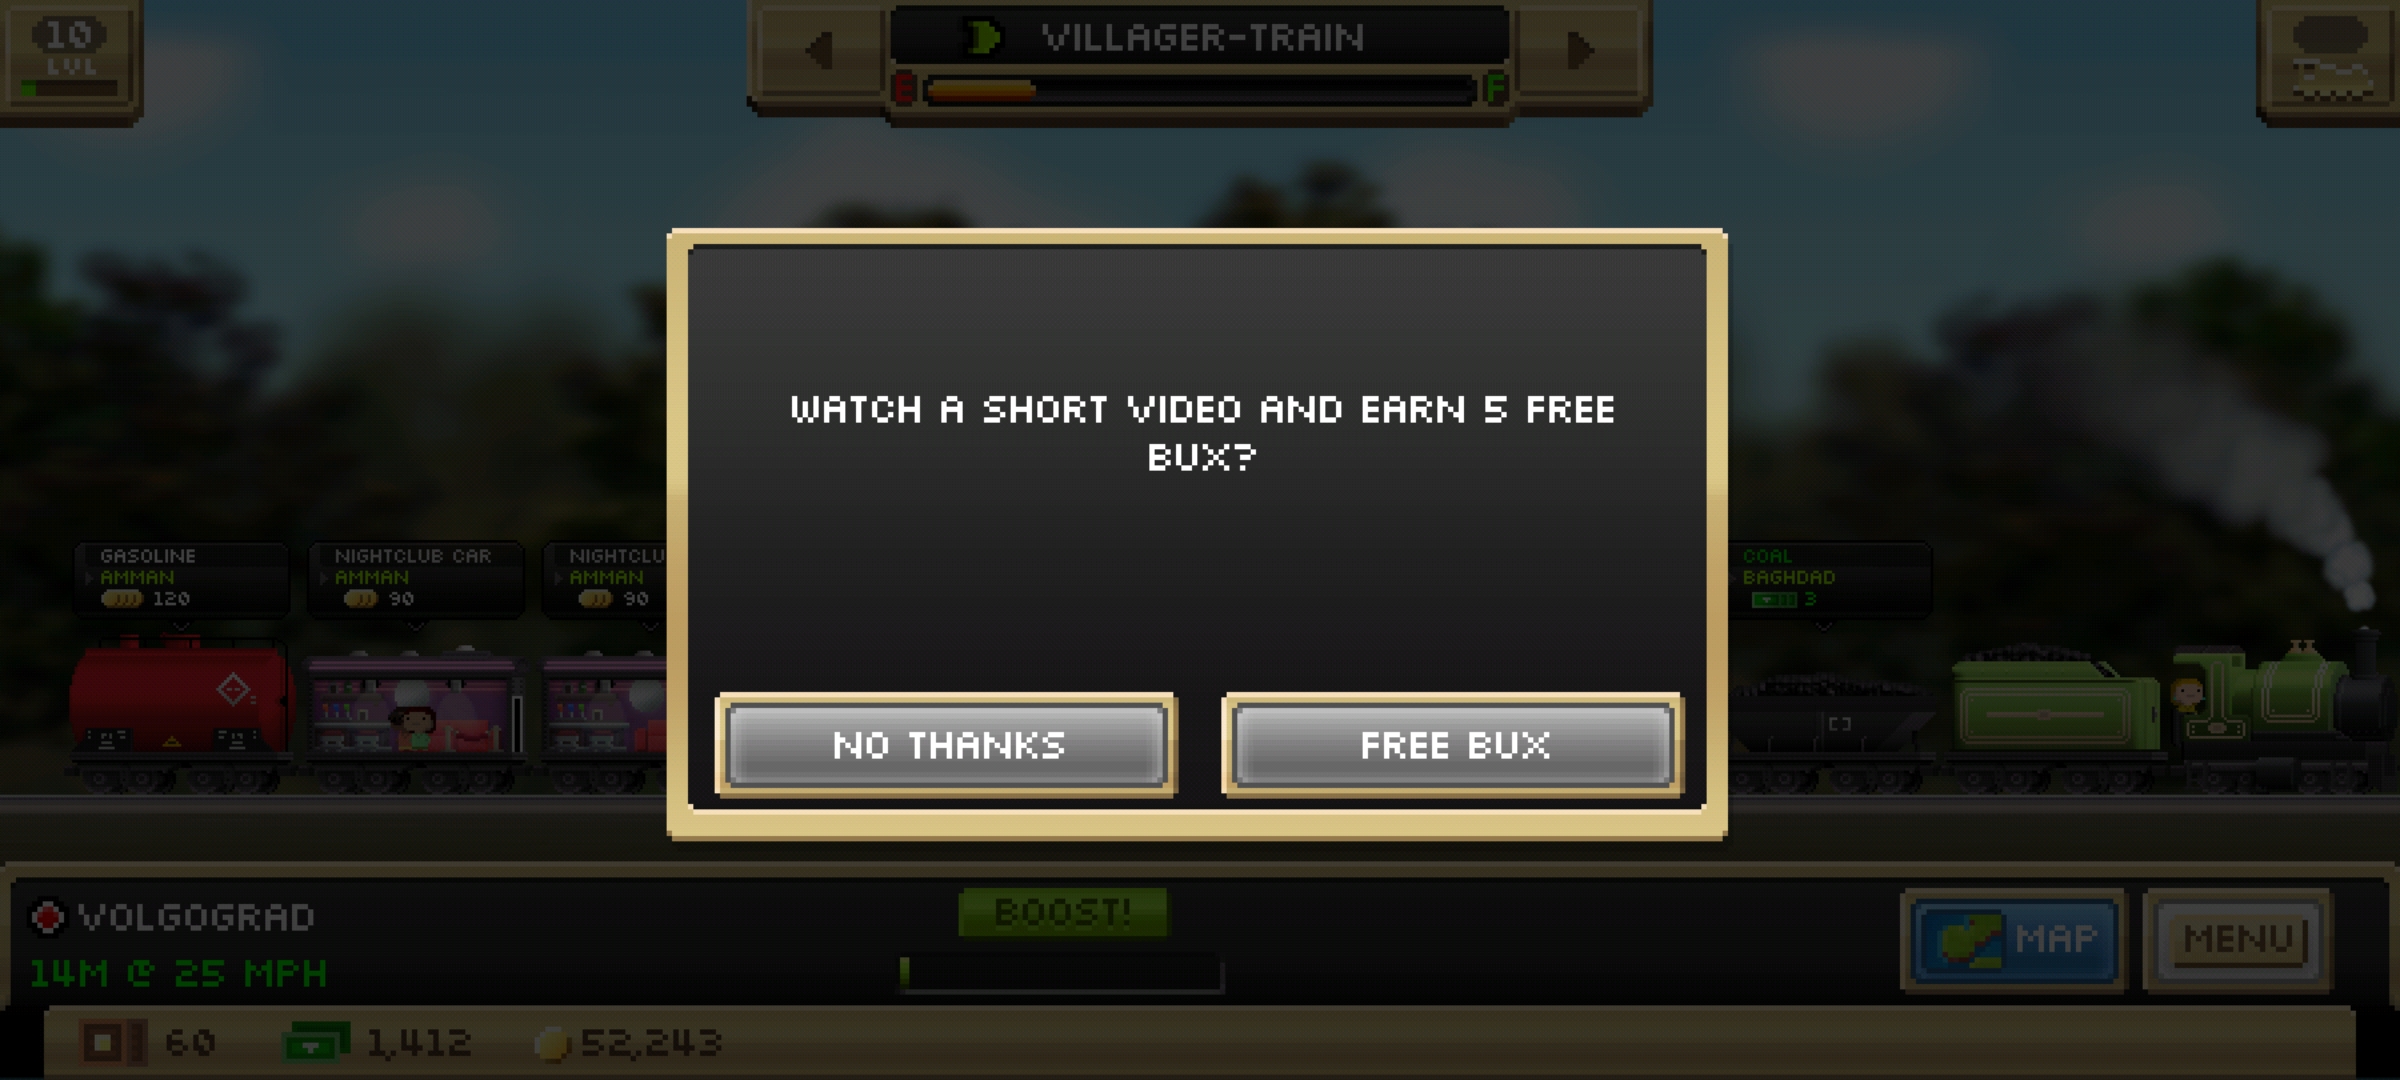 10
LVL
VILLAGER-TRAIN
E F
WATCH A SHORT VIDEO AND EARN 5 FREE
BUX?
GASOLINE
AMMAN
120
NIGHTCLUB CAR
AMMAN
90
NIGHTCLU
AMMAN
90
COAL
BAGHDAD
3
NO THANKS
FREE BUX
VOLGOGRAD
14M @ 25 MPH
BOOST!
MAP
MENU
60
1,412
52,243